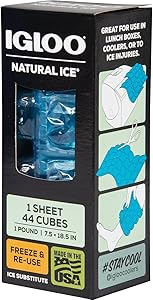 IGLOO®
NATURAL ICE®
1 SHEET
44 CUBES
1 POUND | 7.5 × 18.5 IN
FREEZE &
RE-USE
MADE IN THE
USA
ICE SUBSTITUTE
GREAT FOR USE IN
LUNCH BOXES,
COOLERS, OR TO
ICE INJURIES.
#STAYCOOL
@igloocoolers